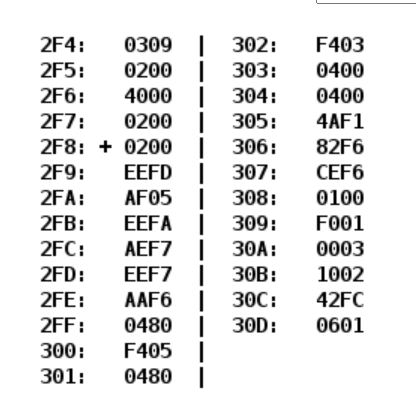 2F4: 0309 | 302: F403
2F5: 0200 | 303: 0400
2F6: 4000 | 304: 0400
2F7: 0200 | 305: 4AF1
2F8: + 0200 | 306: 82F6
2F9: EEFD | 307: CEF6
2FA: AF05 | 308: 0100
2FB: EEFA | 309: F001
2FC: AEF7 | 30A: 0003
2FD: EEF7 | 30B: 1002
2FE: AAF6 | 30C: 42FC
2FF: 0480 | 30D: 0601
300: F405 |
301: 0480 |